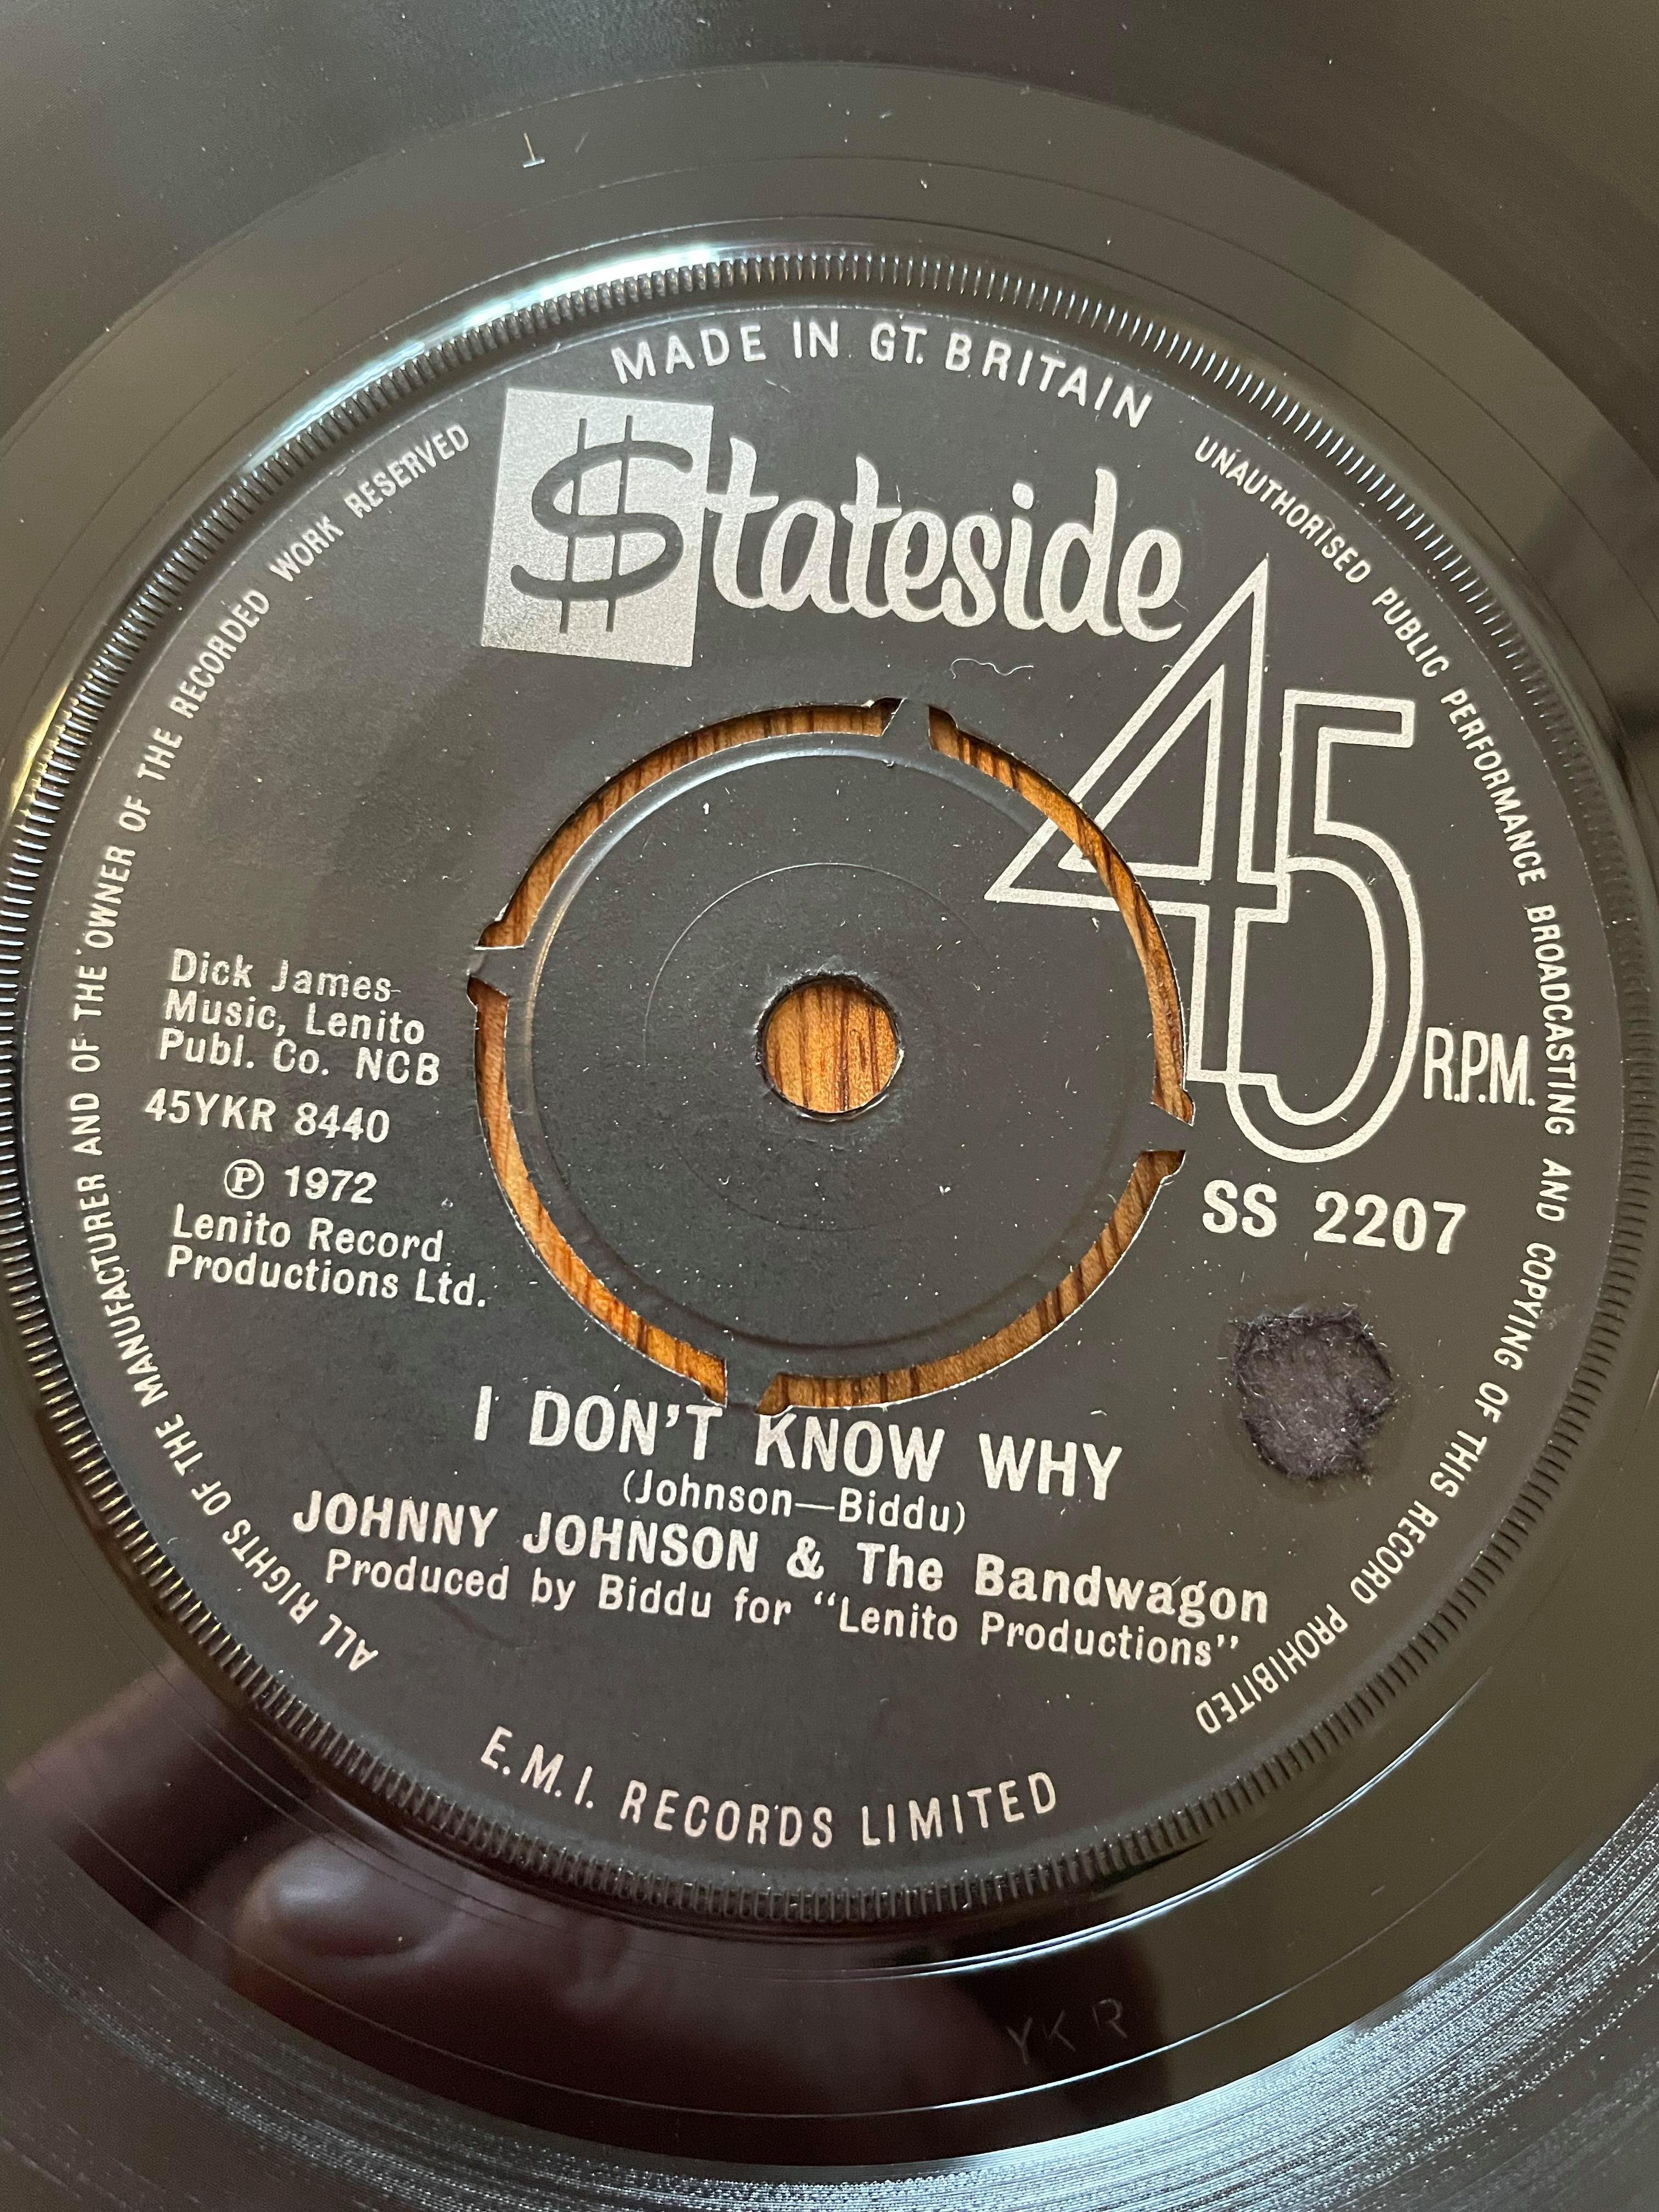 MADE IN GT. BRITAIN
UNAUTHORISED PUBLIC PERFORMANCE BROADCASTING AND COPYING OF THIS RECORD PROHIBITED
ALL RIGHTS OF THE MANUFACTURER AND OF THE OWNER OF THE RECORDED WORK RESERVED
$tateside
45
R.P.M.
Dick James
Music, Lenito
Publ. Co. NCB
45YKR 8440
℗ 1972
Lenito Record
Productions Ltd.
SS 2207
I DON'T KNOW WHY
(Johnson—Biddu)
JOHNNY JOHNSON & The Bandwagon
Produced by Biddu for "Lenito Productions"
E.M.I. RECORDS LIMITED
YKR